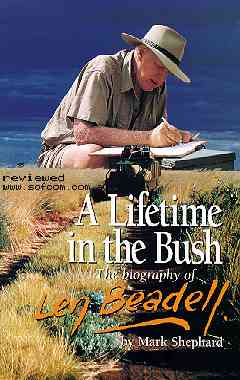 reviewed
www.sofcom.com
A Lifetime
in the Bush
The biography of
Len Beadell.
by Mark Shephard